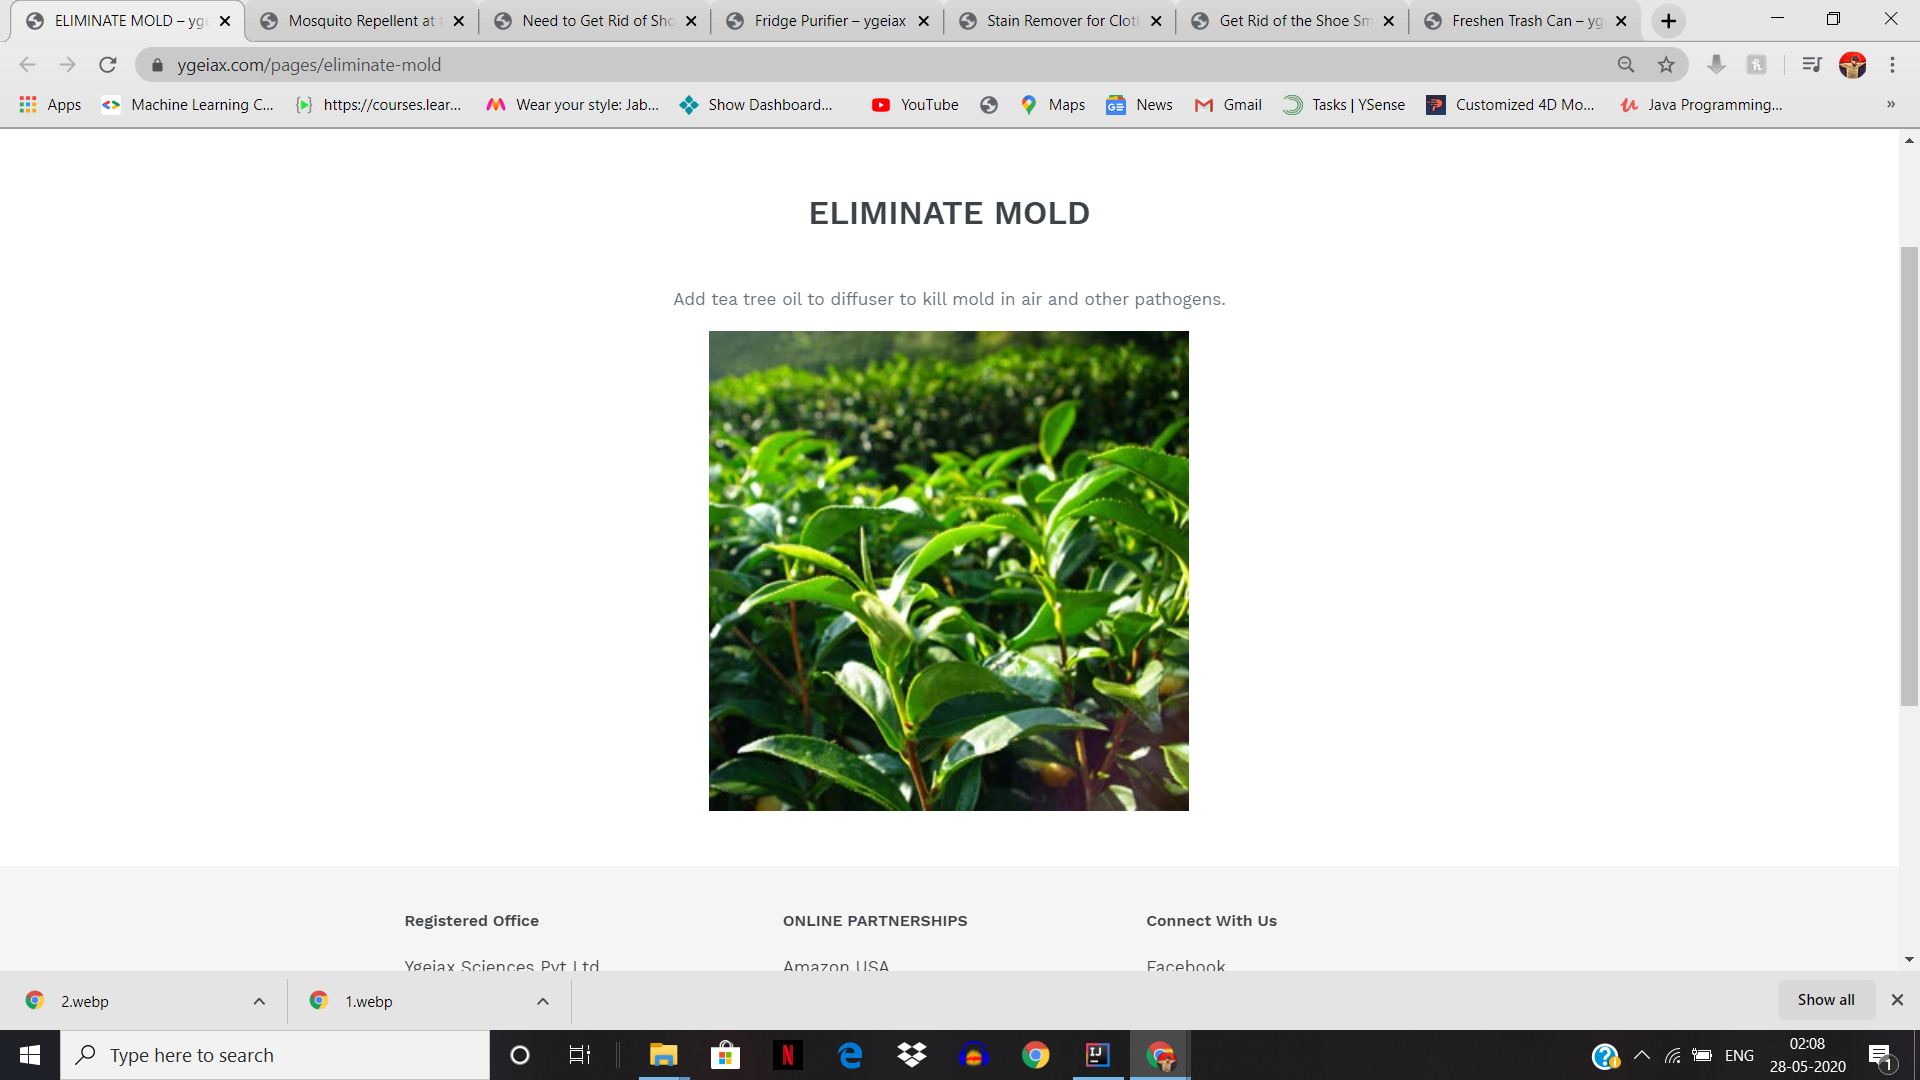 ELIMINATE MOLD – yge
Mosquito Repellent at t
Need to Get Rid of Sho
Fridge Purifier – ygeiax
Stain Remover for Clot
Get Rid of the Shoe Sm
Freshen Trash Can – yg
ygeiax.com/pages/eliminate-mold
Apps
Machine Learning C...
https://courses.lear...
Wear your style: Jab...
Show Dashboard...
YouTube
Maps
News
Gmail
Tasks | YSense
Customized 4D Mo...
Java Programming...
»
ELIMINATE MOLD
Add tea tree oil to diffuser to kill mold in air and other pathogens.
Registered Office
ONLINE PARTNERSHIPS
Connect With Us
Ygeiax Sciences Pvt Ltd
Amazon USA
Facebook
2.webp
1.webp
Show all
Type here to search
ENG
02:08
28-05-2020
1